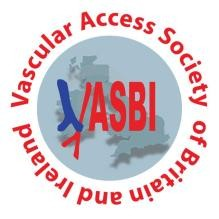 Vascular Access Society of Britain and Ireland
VASBI